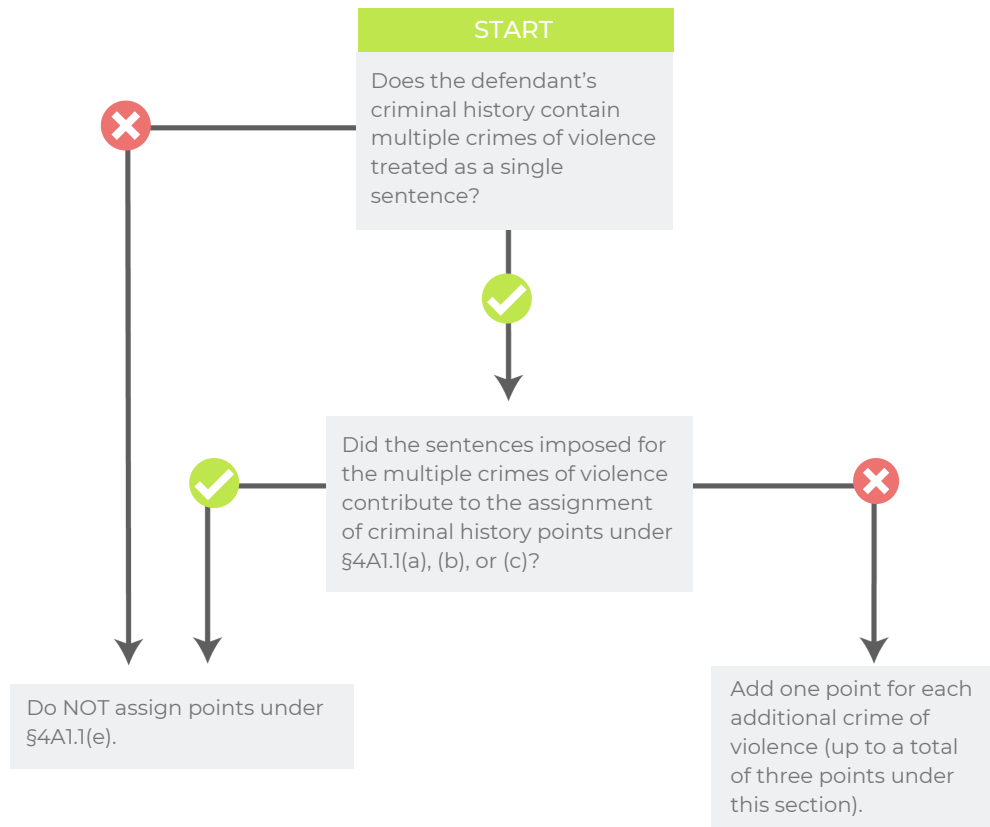 START
Does the defendant’s
criminal history contain
multiple crimes of violence
treated as a single
sentence?
Did the sentences imposed for
the multiple crimes of violence
contribute to the assignment
of criminal history points under
§4A1.1(a), (b), or (c)?
Do NOT assign points under
§4A1.1(e).
Add one point for each
additional crime of
violence (up to a total
of three points under
this section).